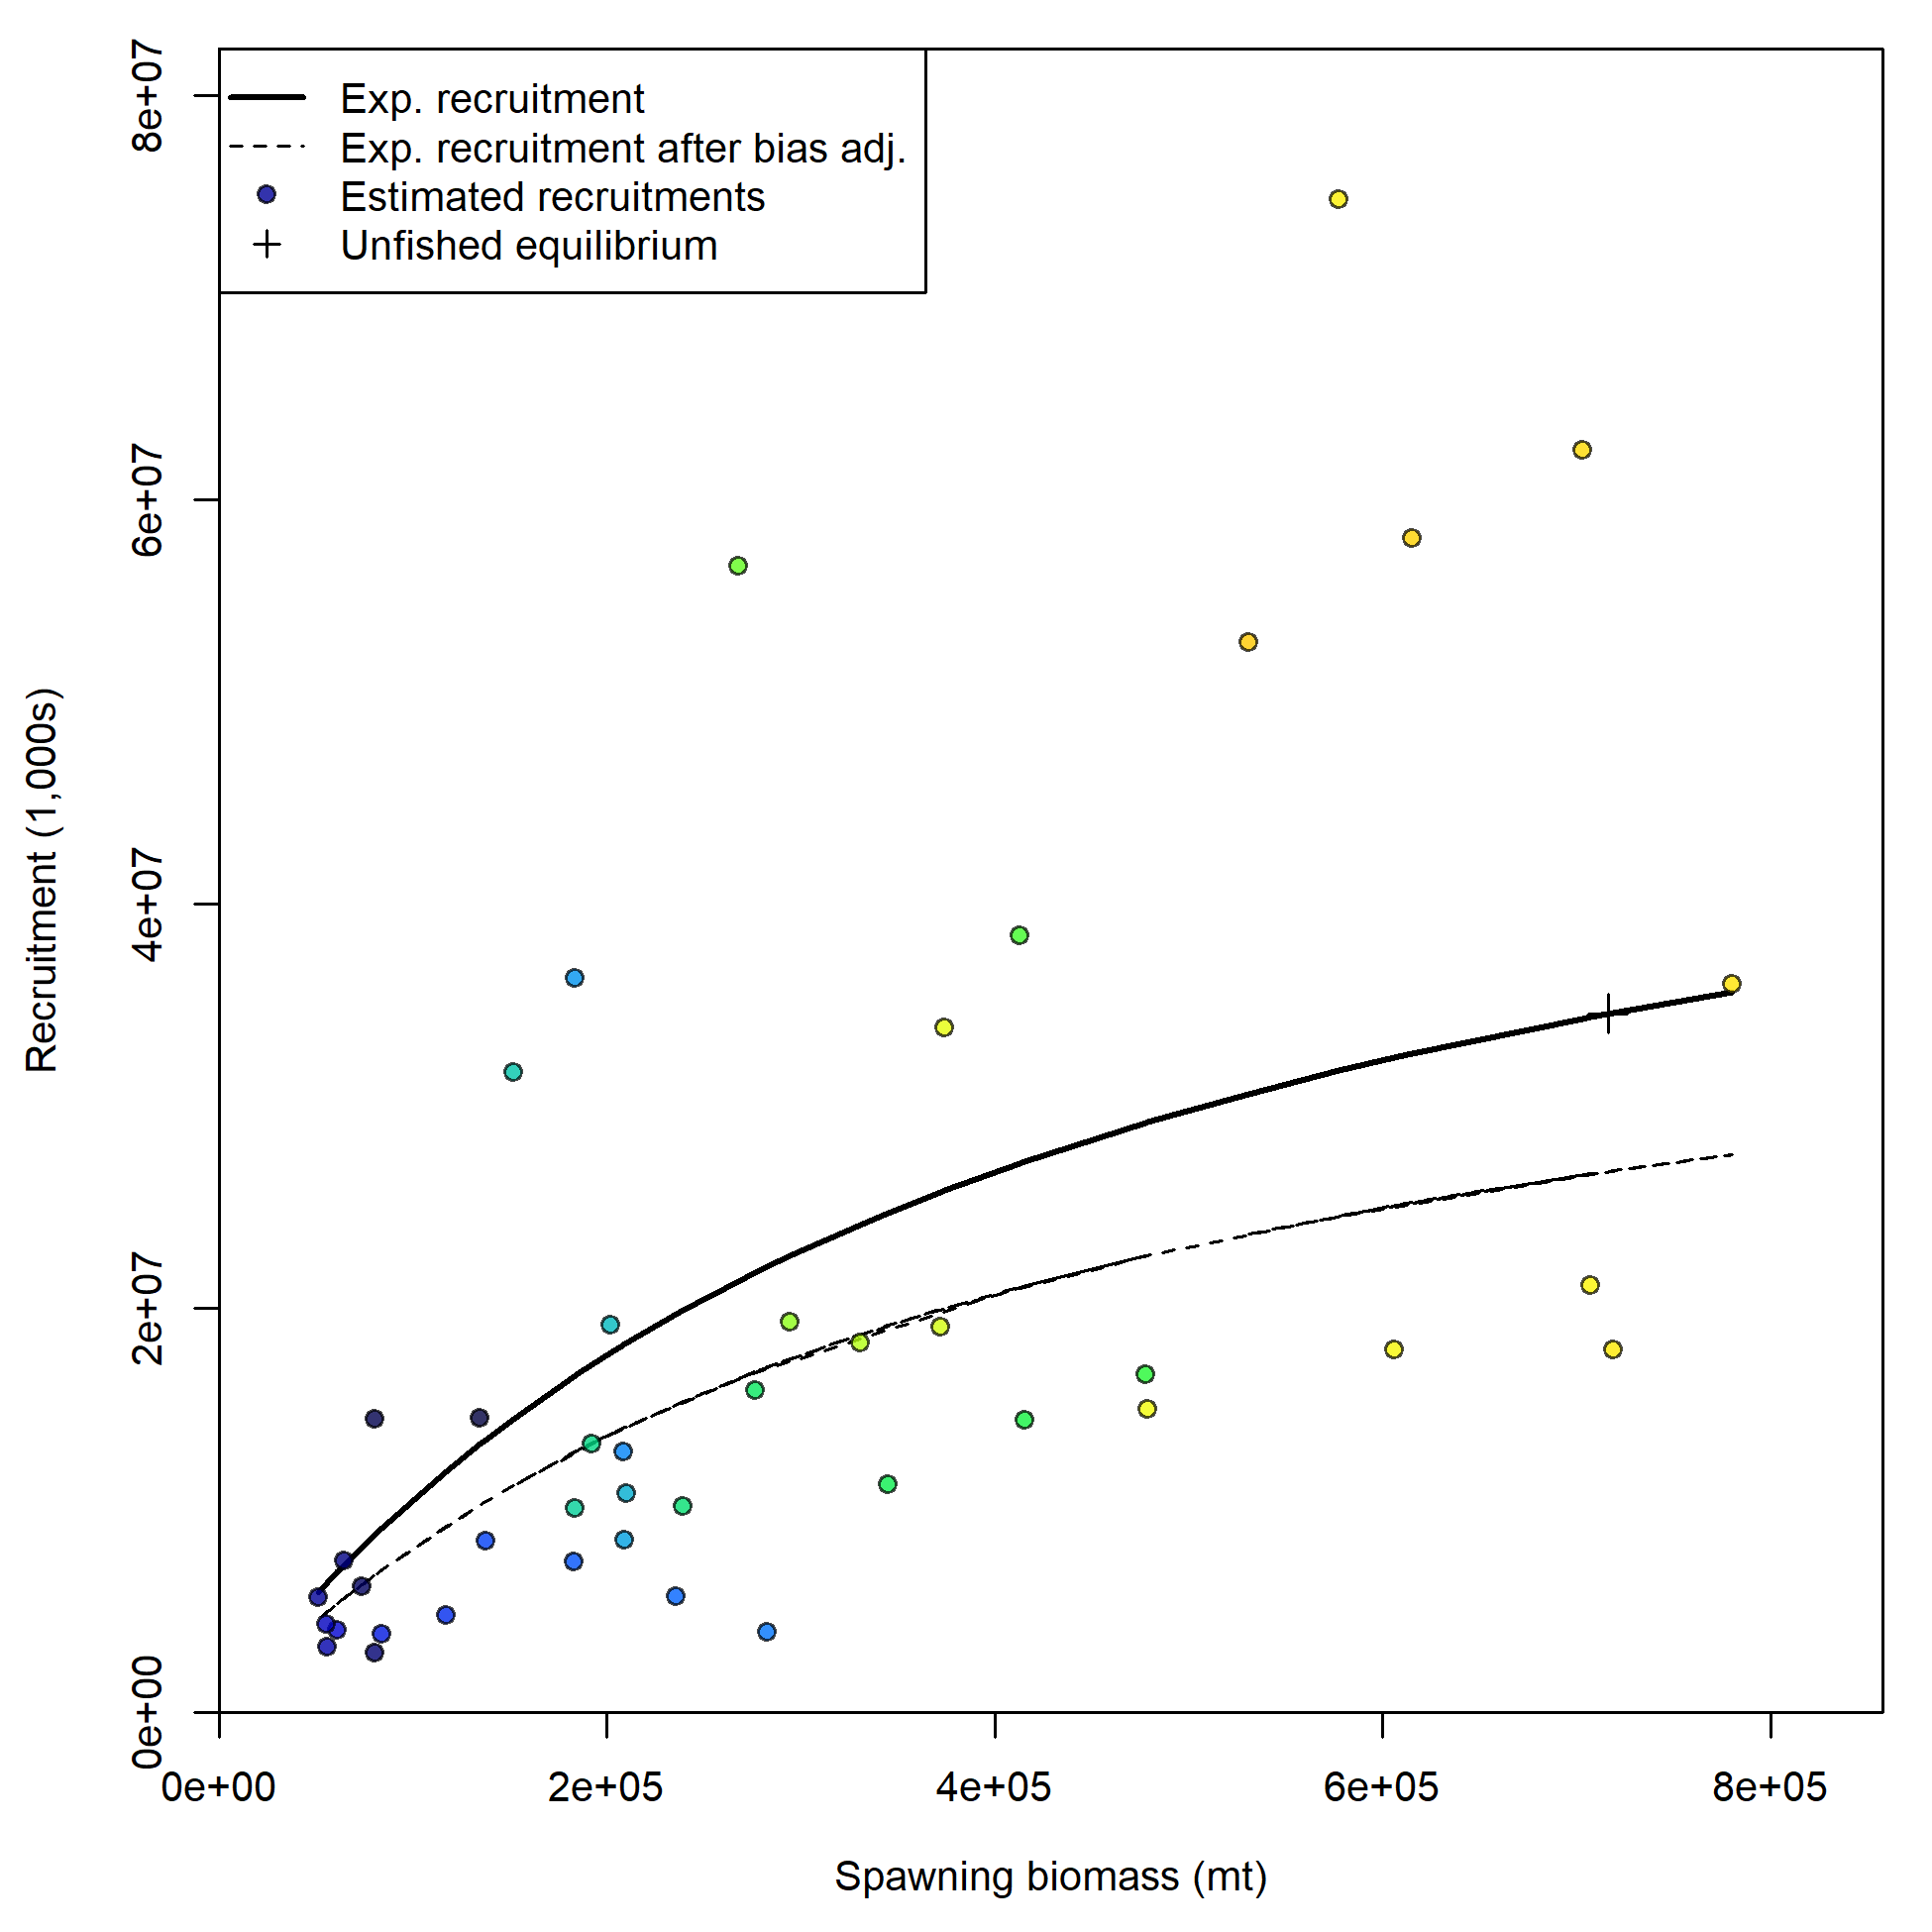 Exp. recruitment
Exp. recruitment after bias adj.
Estimated recruitments
Unfished equilibrium
8e+07
6e+07
4e+07
2e+07
0e+00
Recruitment (1,000s)
0e+00 2e+05 4e+05 6e+05 8e+05
Spawning biomass (mt)